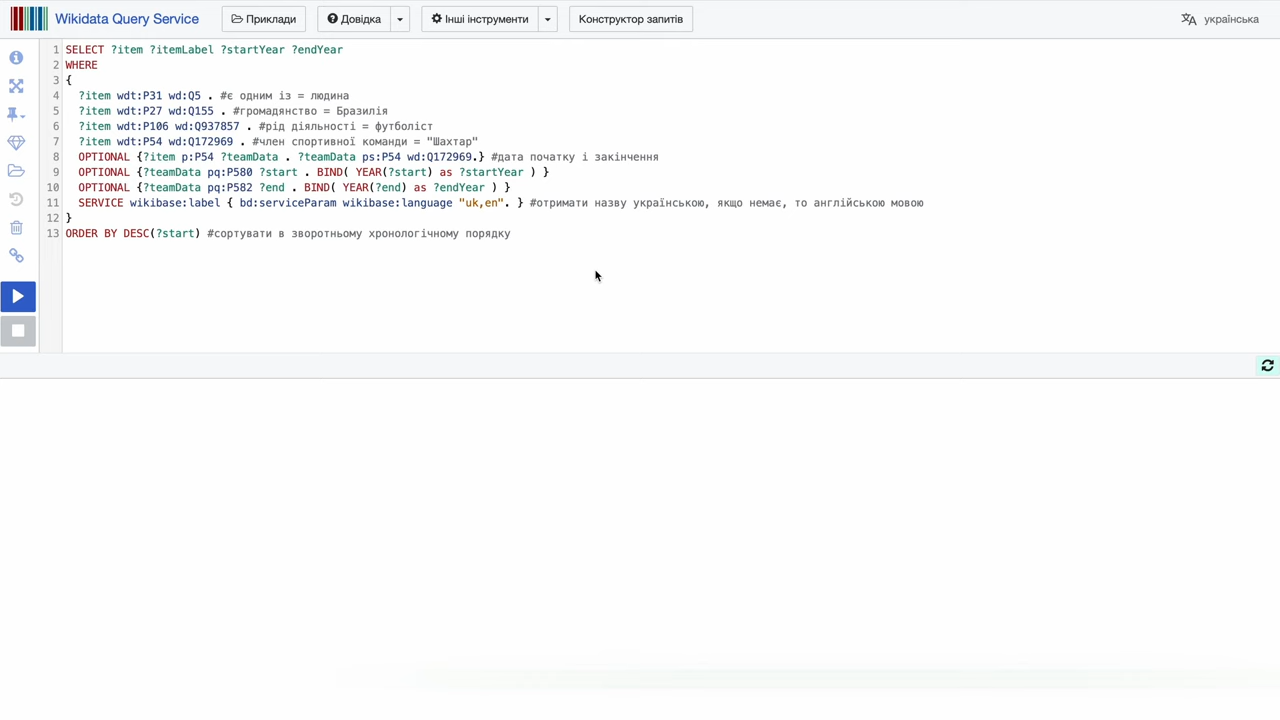 Wikidata Query Service Приклади Довідка Інші інструменти Конструктор запитів українська
1 SELECT ?item ?itemLabel ?startYear ?endYear
2 WHERE
3 {
4 ?item wdt:P31 wd:Q5 . #є одним із = людина
5 ?item wdt:P27 wd:Q155 . #громадянство = Бразилія
6 ?item wdt:P106 wd:Q937857 . #рід діяльності = футболіст
7 ?item wdt:P54 wd:Q172969 . #член спортивної команди = "Шахтар"
8 OPTIONAL {?item p:P54 ?teamData . ?teamData ps:P54 wd:Q172969.} #дата початку і закінчення
9 OPTIONAL {?teamData pq:P580 ?start . BIND( YEAR(?start) as ?startYear ) }
10 OPTIONAL {?teamData pq:P582 ?end . BIND( YEAR(?end) as ?endYear ) }
11 SERVICE wikibase:label { bd:serviceParam wikibase:language "uk,en". } #отримати назву українською, якщо немає, то англійською мовою
12 }
13 ORDER BY DESC(?start) #сортувати в зворотньому хронологічному порядку